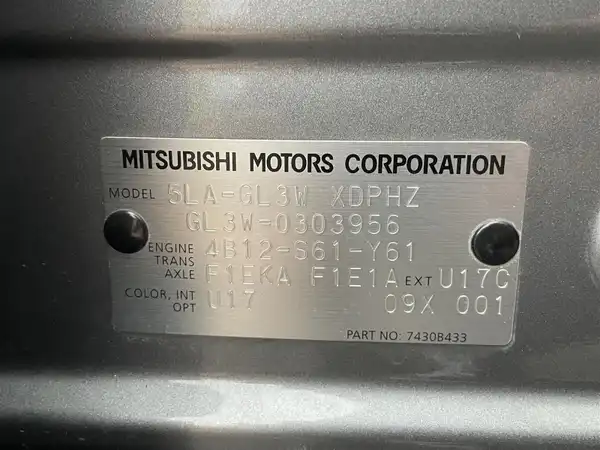 MITSUBISHI MOTORS CORPORATION
MODEL 5LA-GL3W XDPHZ
GL3W-0303956
ENGINE 4B12-S61-Y61
TRANS
AXLE F1EKA F1E1A EXT U17C
COLOR, INT U17 09X 001
OPT
PART NO: 7430B433